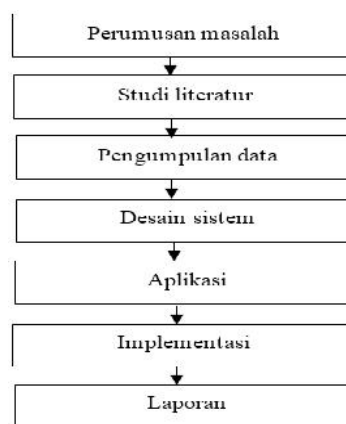 Perumusan masalah
Studi literatur
Pengumpulan data
Desain sistem
Aplikasi
Implementasi
Laporan